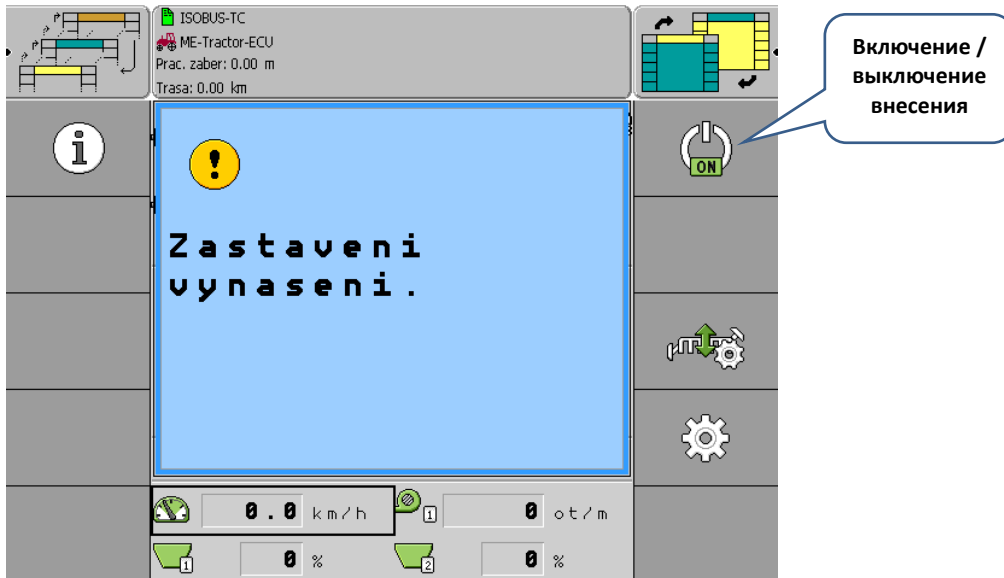 ISOBUS-TC
ME-Tractor-ECU
Prac. zaber: 0.00 m
Trasa: 0.00 km
Включение /
выключение
внесения
i
ON
!
Zastaveni
vynaseni.
0.0 km/h
1
0 ot/m
1
0 %
2
0 %